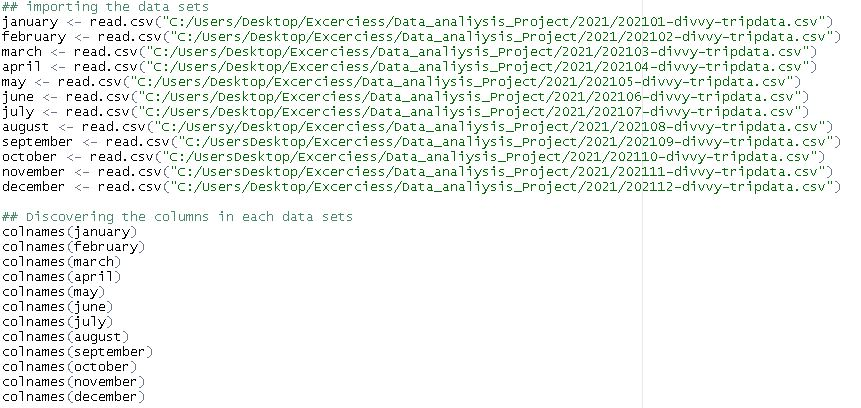 ## importing the data sets
january <- read.csv("C:/Users/Desktop/Excerciess/Data_analiysis_Project/2021/202101-divvy-tripdata.csv")
february <- read.csv("C:/Users/Desktop/Excerciess/Data_analiysis_Project/2021/202102-divvy-tripdata.csv")
march <- read.csv("C:/Users/Desktop/Excerciess/Data_analiysis_Project/2021/202103-divvy-tripdata.csv")
april <- read.csv("C:/Users/Desktop/Excerciess/Data_analiysis_Project/2021/202104-divvy-tripdata.csv")
may <- read.csv("C:/Users/Desktop/Excerciess/Data_analiysis_Project/2021/202105-divvy-tripdata.csv")
june <- read.csv("C:/Users/Desktop/Excerciess/Data_analiysis_Project/2021/202106-divvy-tripdata.csv")
july <- read.csv("C:/Users/Desktop/Excerciess/Data_analiysis_Project/2021/202107-divvy-tripdata.csv")
august <- read.csv("C:/Usersy/Desktop/Excerciess/Data_analiysis_Project/2021/202108-divvy-tripdata.csv")
september <- read.csv("C:/UsersDesktop/Excerciess/Data_analiysis_Project/2021/202109-divvy-tripdata.csv")
october <- read.csv("C:/UsersDesktop/Excerciess/Data_analiysis_Project/2021/202110-divvy-tripdata.csv")
november <- read.csv("C:/UsersDesktop/Excerciess/Data_analiysis_Project/2021/202111-divvy-tripdata.csv")
december <- read.csv("C:/Users/Desktop/Excerciess/Data_analiysis_Project/2021/202112-divvy-tripdata.csv")
## Discovering the columns in each data sets
colnames(january)
colnames(february)
colnames(march)
colnames(april)
colnames(may)
colnames(june)
colnames(july)
colnames(august)
colnames(september)
colnames(october)
colnames(november)
colnames(december)